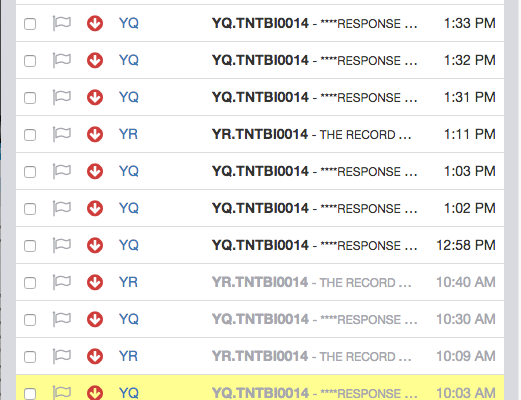 YQ YQ.TNTBI0014 - ****RESPONSE ... 1:33 PM
YQ YQ.TNTBI0014 - ****RESPONSE ... 1:32 PM
YQ YQ.TNTBI0014 - ****RESPONSE ... 1:31 PM
YR YR.TNTBI0014 - THE RECORD ... 1:11 PM
YQ YQ.TNTBI0014 - ****RESPONSE ... 1:03 PM
YQ YQ.TNTBI0014 - ****RESPONSE ... 1:02 PM
YQ YQ.TNTBI0014 - ****RESPONSE ... 12:58 PM
YR YR.TNTBI0014 - THE RECORD ... 10:40 AM
YQ YQ.TNTBI0014 - ****RESPONSE ... 10:30 AM
YR YR.TNTBI0014 - THE RECORD ... 10:09 AM
YQ YQ.TNTBI0014 - ****RESPONSE ... 10:03 AM